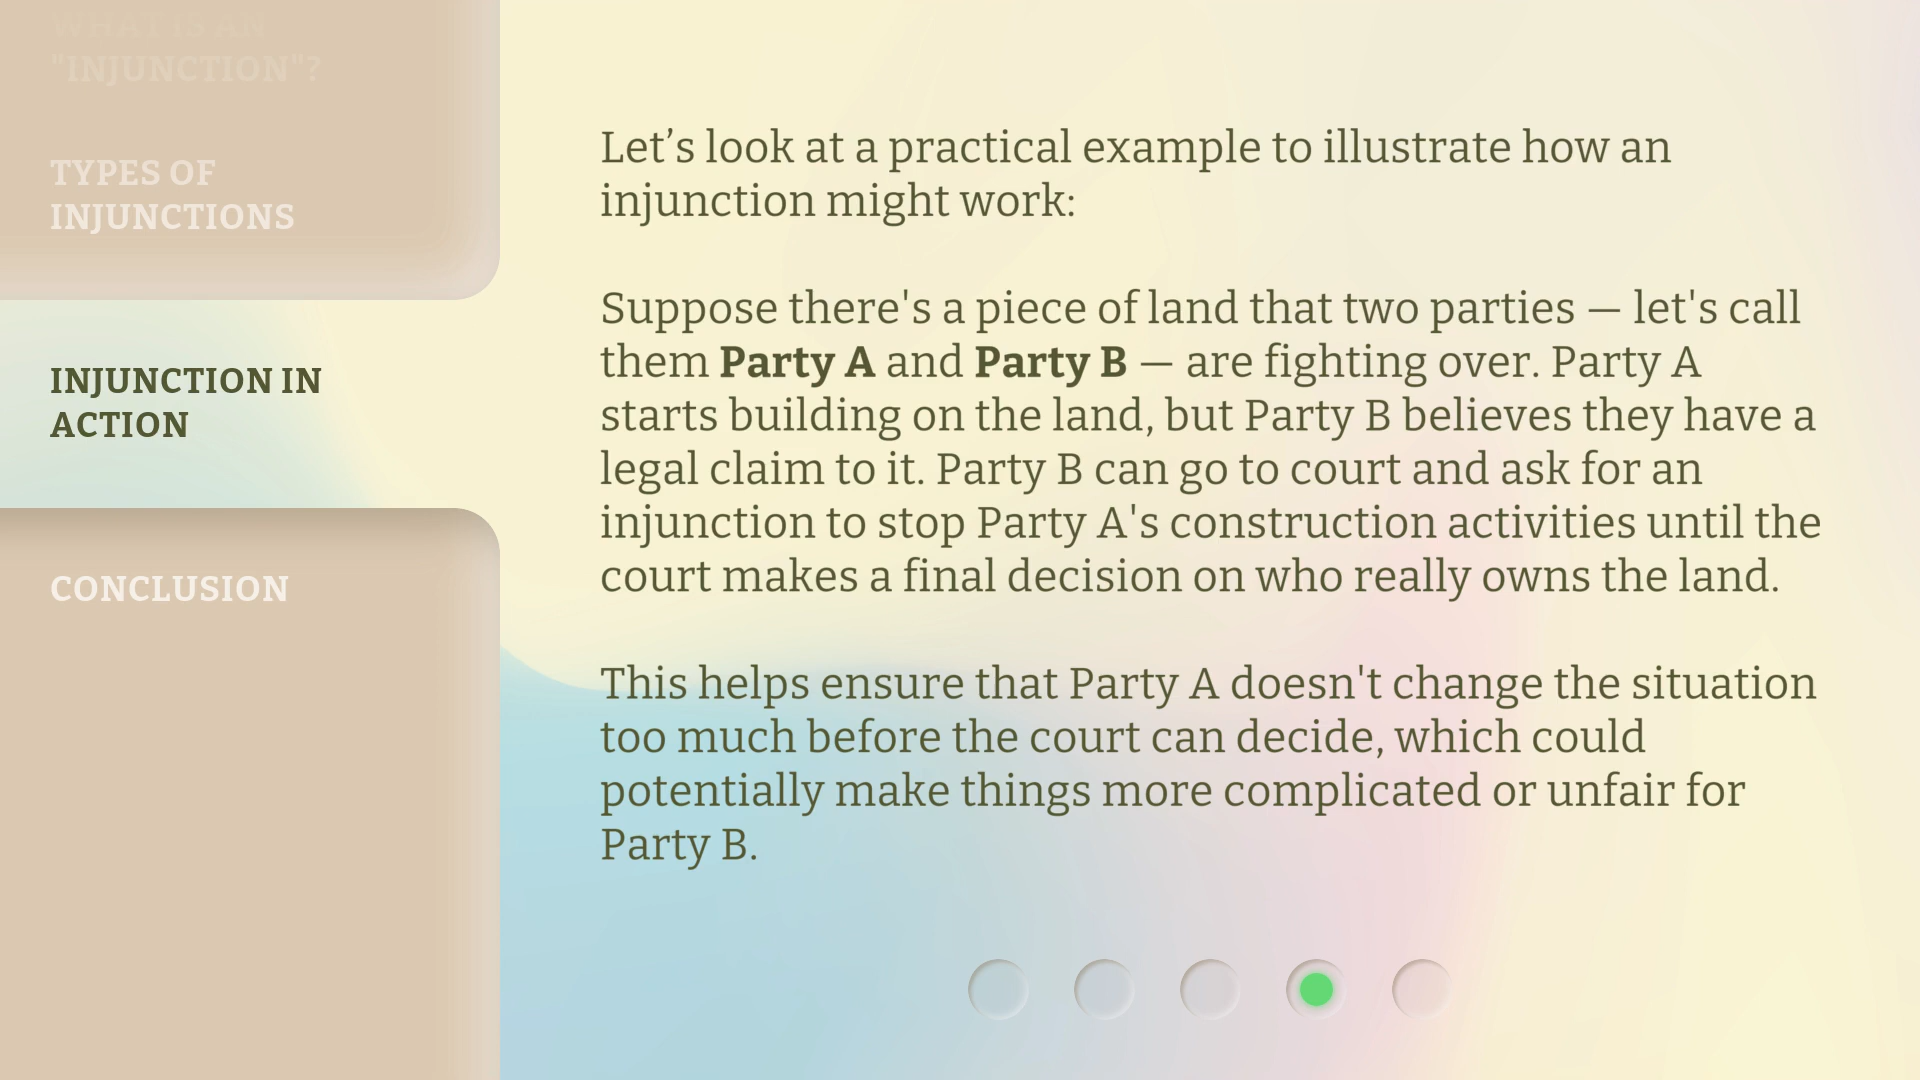 WHAT IS AN
"INJUNCTION"?
TYPES OF
INJUNCTIONS
INJUNCTION IN
ACTION
CONCLUSION
Let’s look at a practical example to illustrate how an
injunction might work:
Suppose there's a piece of land that two parties — let's call
them Party A and Party B — are fighting over. Party A
starts building on the land, but Party B believes they have a
legal claim to it. Party B can go to court and ask for an
injunction to stop Party A's construction activities until the
court makes a final decision on who really owns the land.
This helps ensure that Party A doesn't change the situation
too much before the court can decide, which could
potentially make things more complicated or unfair for
Party B.